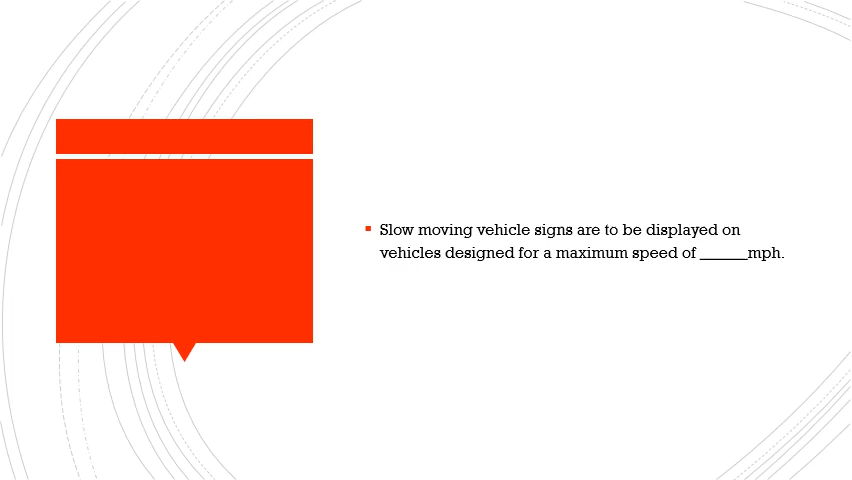 Slow moving vehicle signs are to be displayed on
vehicles designed for a maximum speed of ______mph.